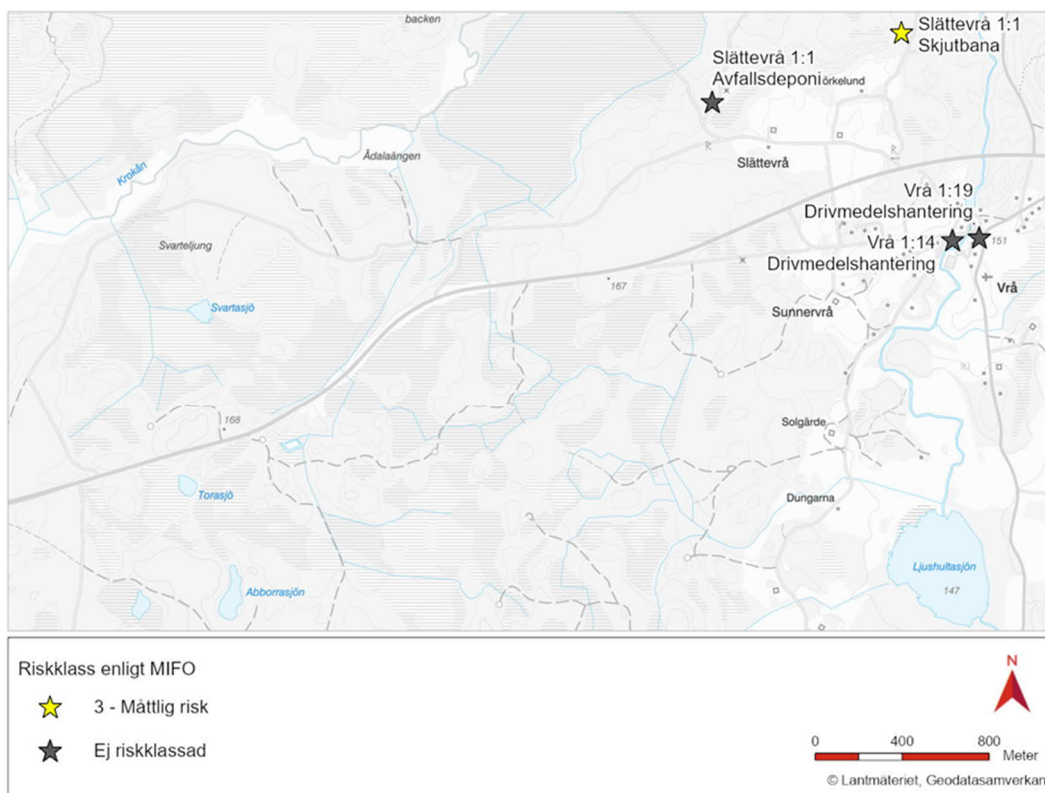 backen
Slättevrå 1:1
Skjutbana
Slättevrå 1:1
Avfallsdeponi
örkelund
Krokån
Ådalaängen
Slättevrå
Vrå 1:19
Drivmedelshantering
Vrå 1:14
Drivmedelshantering
151
Svarteljung
Svartasjö
167
Vrå
Sunnervrå
168
Solgärde
Torasjö
Dungarna
Abborrasjön
Ljushultasjön
147
Riskklass enligt MIFO
3 - Måttlig risk
Ej riskklassad
N
0 400 800
Meter
© Lantmäteriet, Geodatasamverkan